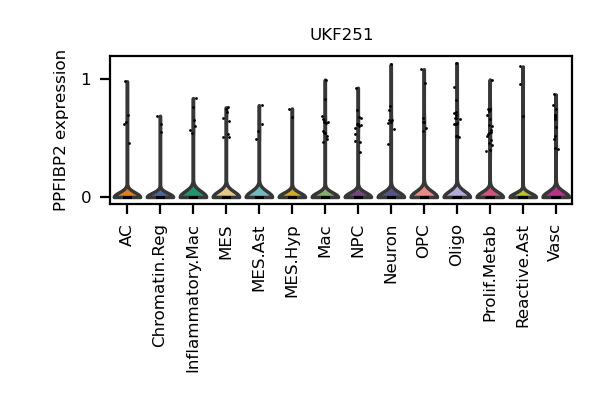 UKF251
PPFIBP2 expression
1
0
AC
Chromatin.Reg
Inflammatory.Mac
MES
MES.Ast
MES.Hyp
Mac
NPC
Neuron
OPC
Oligo
Prolif.Metab
Reactive.Ast
Vasc